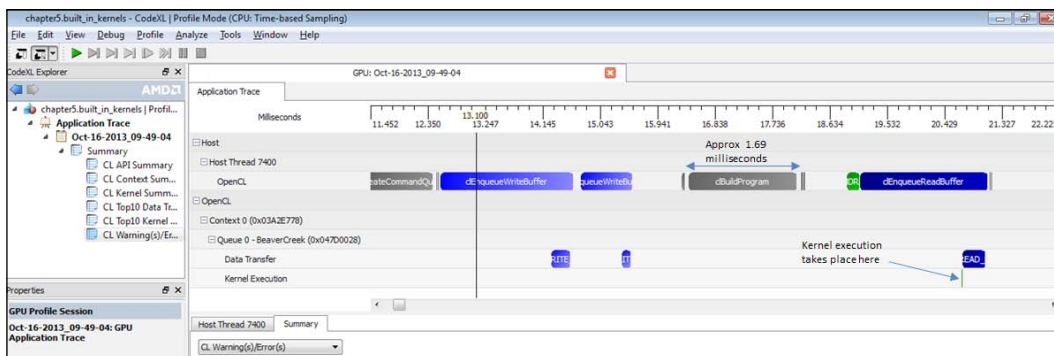 chapter5.built_in_kernels - CodeXL | Profile Mode (CPU: Time-based Sampling)
File Edit View Debug Profile Analyze Tools Window Help
CodeXL Explorer
GPU: Oct-16-2013_09-49-04
AMD
Application Trace
chapter5.built_in_kernels | Profil...
Application Trace
Oct-16-2013_09-49-04
Summary
CL API Summary
CL Context Sum...
CL Kernel Summ...
CL Top10 Data Tr...
CL Top10 Kernel ...
CL Warning(s)/Er...
Milliseconds
11.452 12.350 13.100 13.247 14.145 15.043 15.941 16.838 17.736 18.634 19.532 20.429 21.327 22.225
Host
Host Thread 7400
Approx 1.69
milliseconds
OpenCL
eateCommandQu clEnqueueWriteBuffer queueWriteBu clBuildProgram clEnqueueReadBuffer
OpenCL
Context 0 (0x03A2E778)
Queue 0 - BeaverCreek (0x047D0028)
Data Transfer
RITE
READ_
Kernel execution
takes place here
Kernel Execution
Properties
GPU Profile Session
Oct-16-2013_09-49-04: GPU
Application Trace
Host Thread 7400 Summary
CL Warning(s)/Error(s)